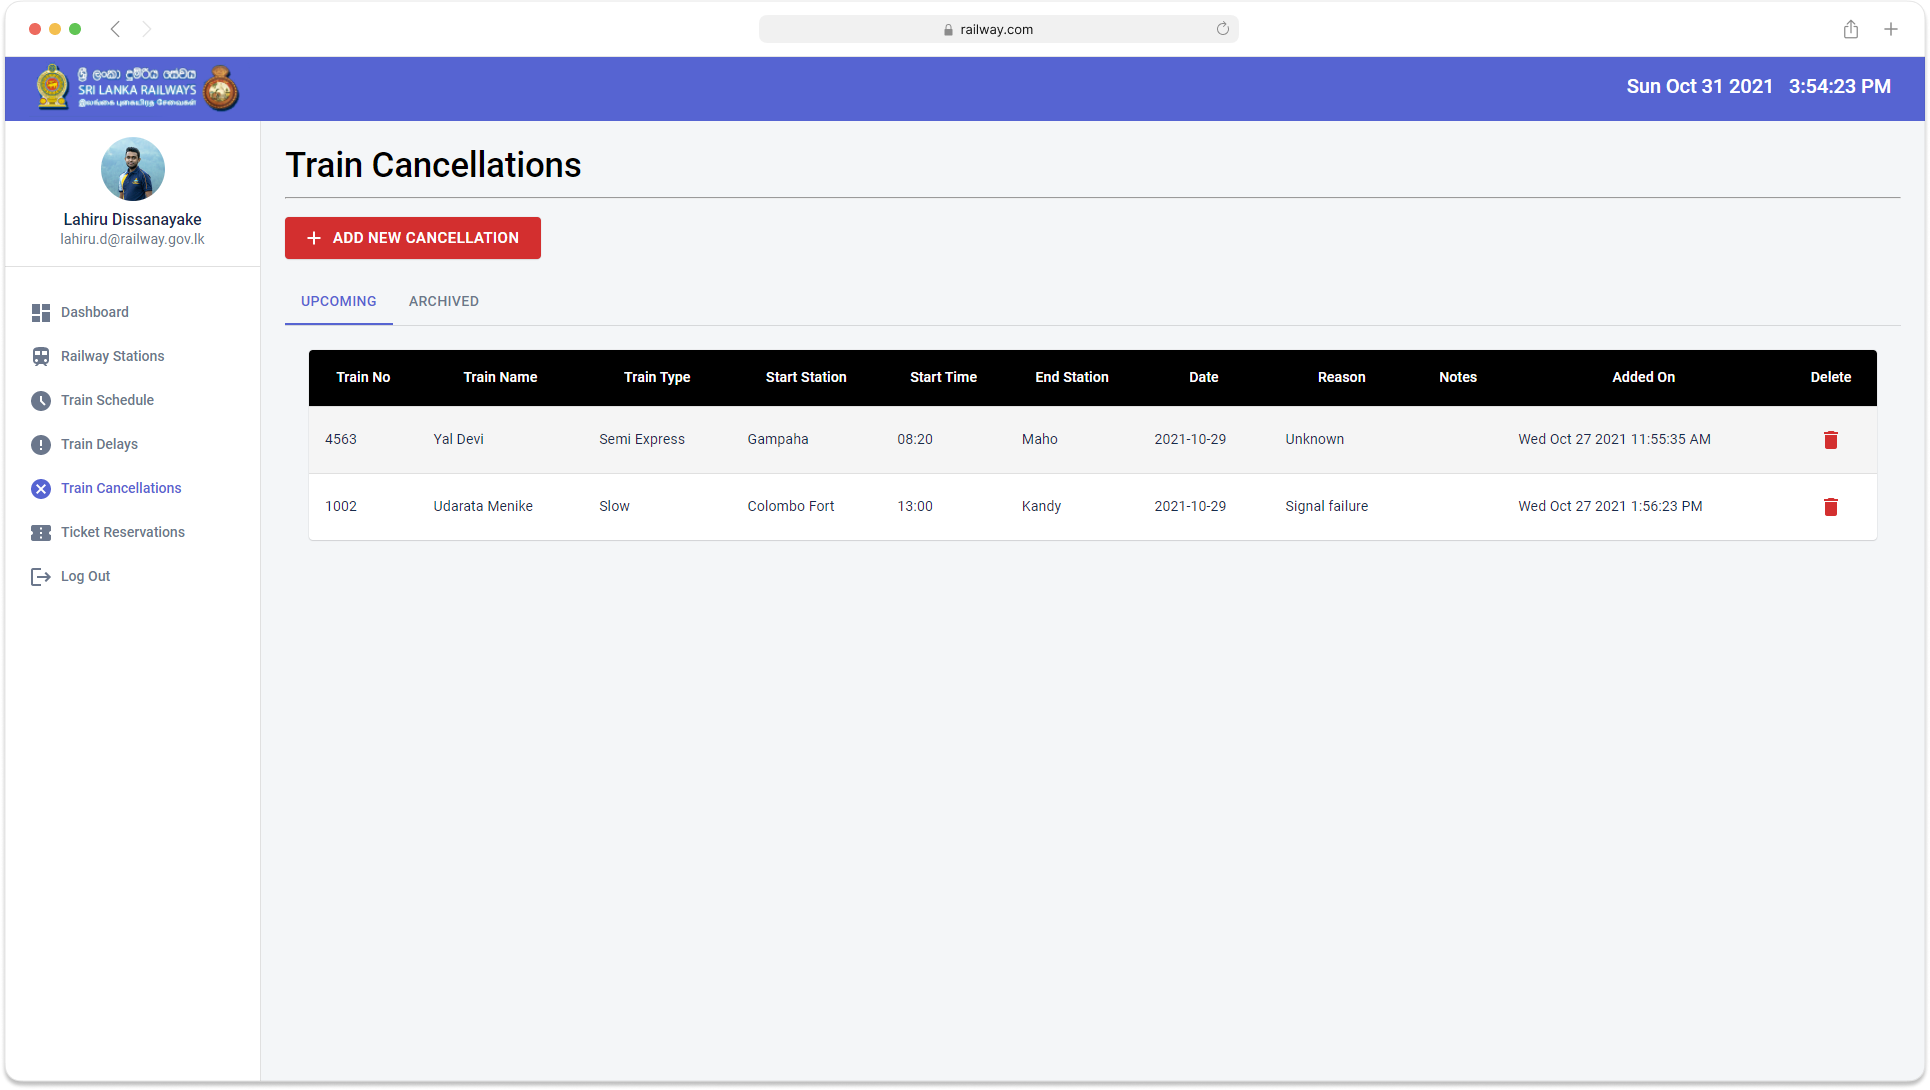 railway.com
ශ්‍රී ලංකා දුම්රිය සේවය
SRI LANKA RAILWAYS
Sun Oct 31 2021 3:54:23 PM
Lahiru Dissanayake
lahiru.d@railway.gov.lk
Dashboard
Railway Stations
Train Schedule
Train Delays
Train Cancellations
Ticket Reservations
Log Out
Train Cancellations
ADD NEW CANCELLATION
UPCOMING ARCHIVED
Train No Train Name Train Type Start Station Start Time End Station Date Reason Notes Added On Delete
4563 Yal Devi Semi Express Gampaha 08:20 Maho 2021-10-29 Unknown Wed Oct 27 2021 11:55:35 AM
1002 Udarata Menike Slow Colombo Fort 13:00 Kandy 2021-10-29 Signal failure Wed Oct 27 2021 1:56:23 PM